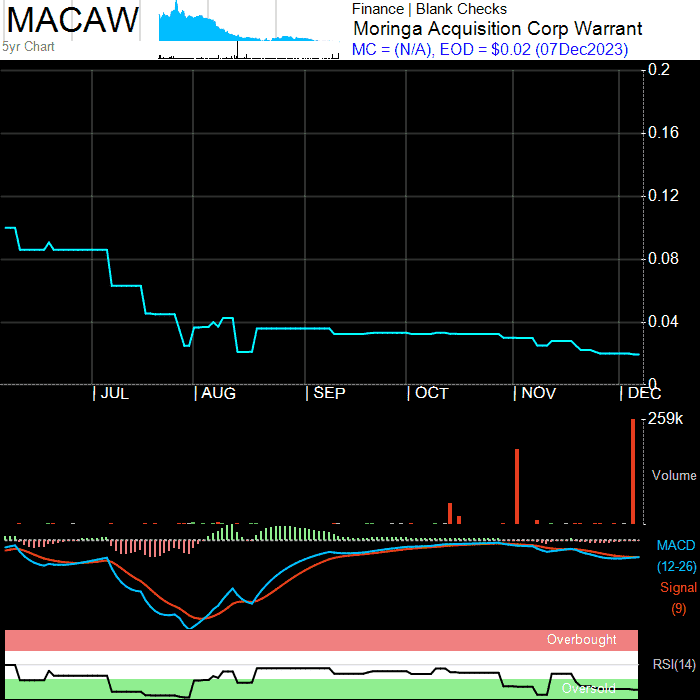 MACAW
5yr Chart
Finance | Blank Checks
Moringa Acquisition Corp Warrant
MC = (N/A), EOD = $0.02 (07Dec2023)
0.2
0.16
0.12
0.08
0.04
0
| JUL | AUG | SEP | OCT | NOV | DEC
259k
Volume
MACD
(12-26)
Signal
(9)
Overbought
RSI(14)
Oversold